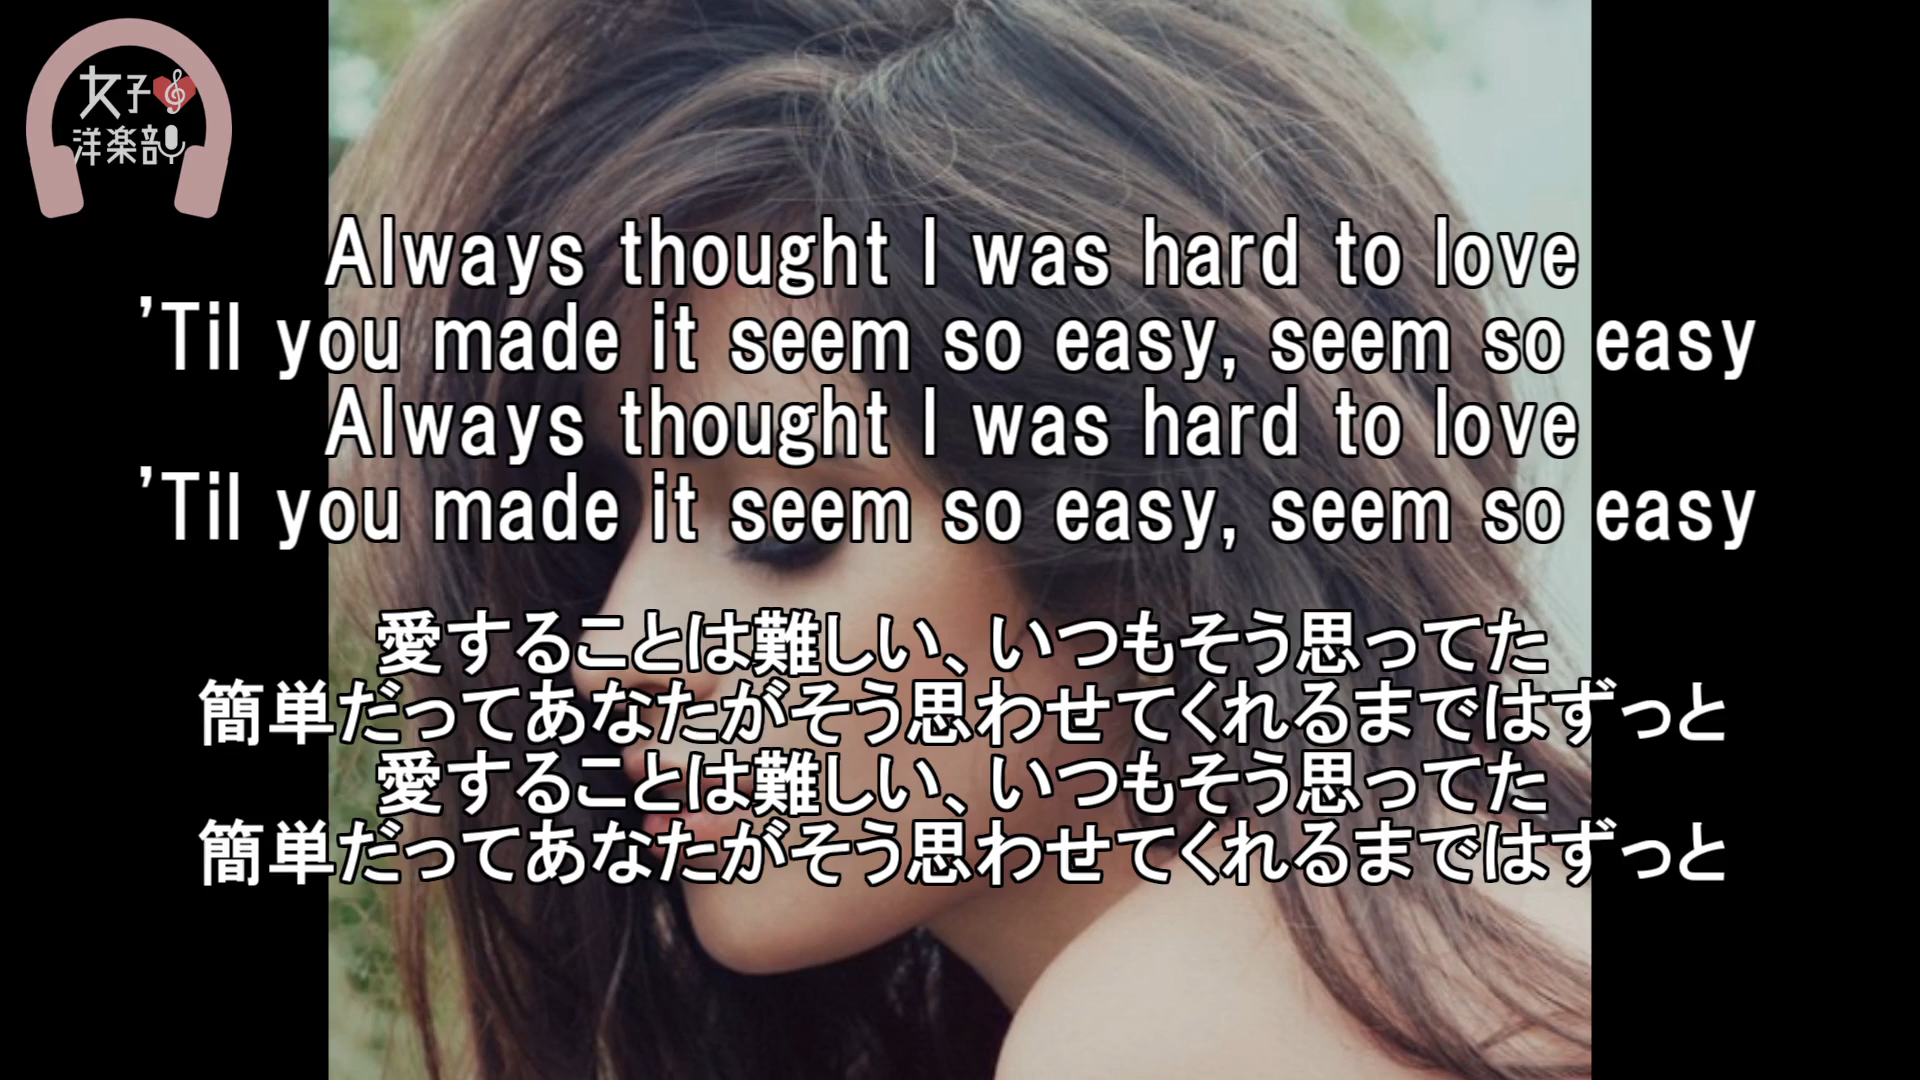 女子
洋楽部
Always thought I was hard to love
'Til you made it seem so easy, seem so easy
Always thought I was hard to love
'Til you made it seem so easy, seem so easy
愛することは難しい、いつもそう思ってた
簡単だってあなたがそう思わせてくれるまではずっと
愛することは難しい、いつもそう思ってた
簡単だってあなたがそう思わせてくれるまではずっと